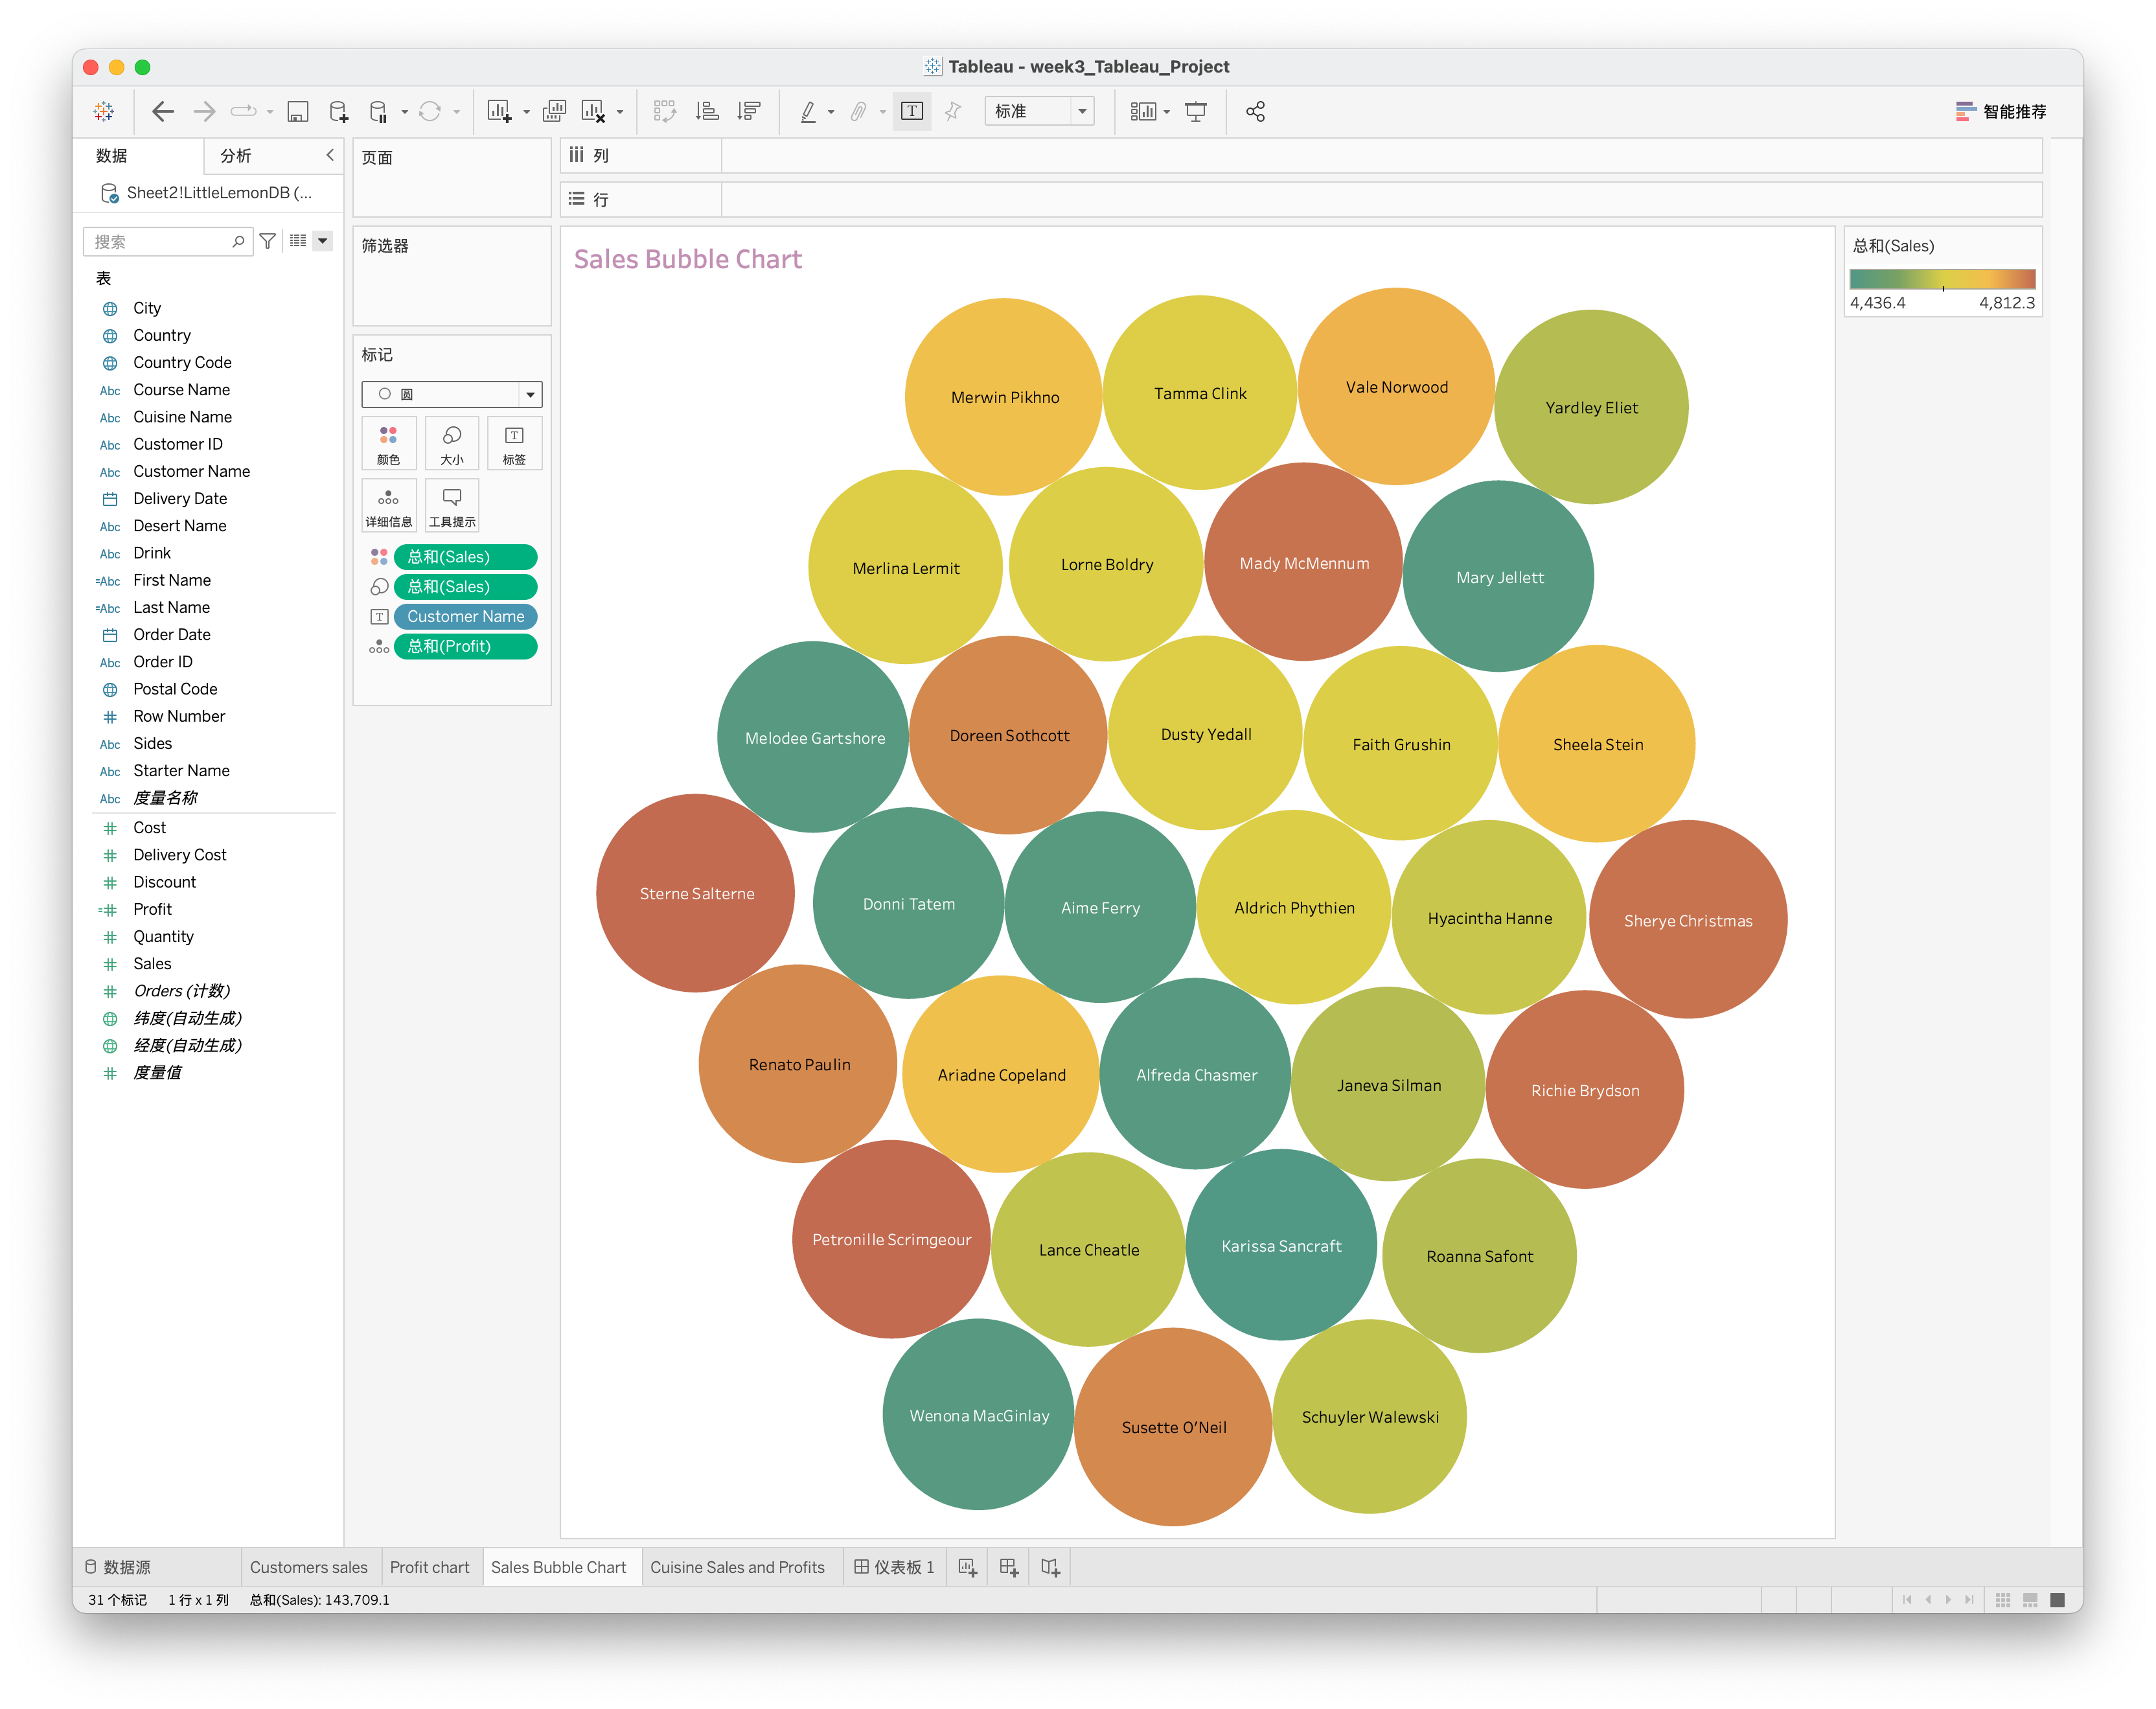 Tableau - week3_Tableau_Project
标准
智能推荐
数据
分析
Sheet2!LittleLemonDB (...
搜索
表
City
Country
Country Code
Abc Course Name
Abc Cuisine Name
Abc Customer ID
Abc Customer Name
Delivery Date
Abc Desert Name
Abc Drink
=Abc First Name
=Abc Last Name
Order Date
Abc Order ID
Postal Code
# Row Number
Abc Sides
Abc Starter Name
Abc 度量名称
# Cost
# Delivery Cost
# Discount
=# Profit
# Quantity
# Sales
# Orders (计数)
纬度(自动生成)
经度(自动生成)
# 度量值
页面
筛选器
标记
圆
颜色
大小
T
标签
详细信息
工具提示
总和(Sales)
总和(Sales)
T Customer Name
总和(Profit)
列
行
Sales Bubble Chart
Merwin Pikhno
Tamma Clink
Vale Norwood
Yardley Eliet
Merlina Lermit
Lorne Boldry
Mady McMennum
Mary Jellett
Melodee Gartshore
Doreen Sothcott
Dusty Yedall
Faith Grushin
Sheela Stein
Sterne Salterne
Donni Tatem
Aime Ferry
Aldrich Phythien
Hyacintha Hanne
Sherye Christmas
Renato Paulin
Ariadne Copeland
Alfreda Chasmer
Janeva Silman
Richie Brydson
Petronille Scrimgeour
Lance Cheatle
Karissa Sancraft
Roanna Safont
Wenona MacGinlay
Susette O’Neil
Schuyler Walewski
总和(Sales)
4,436.4
4,812.3
数据源
Customers sales
Profit chart
Sales Bubble Chart
Cuisine Sales and Profits
仪表板 1
31 个标记
1 行 x 1 列
总和(Sales): 143,709.1